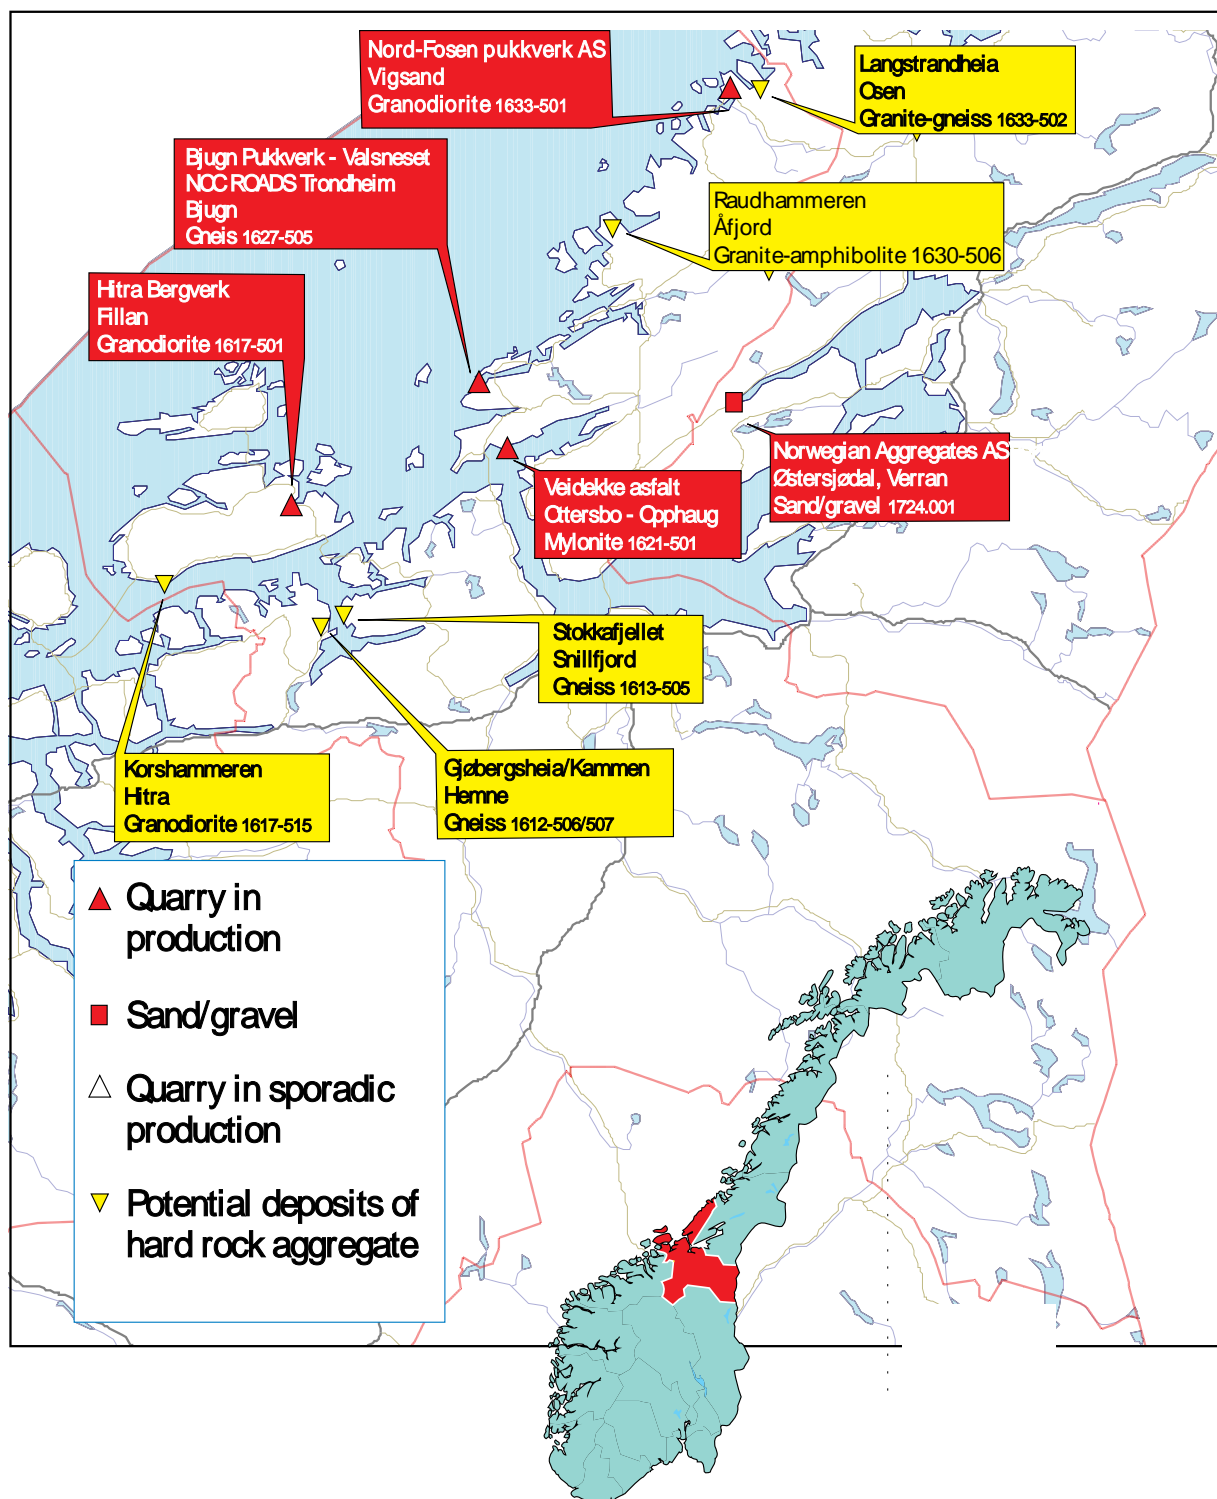 Nord-Fosen pukkverk AS
Vigsand
Granodiorite 1633-501
Langstrandheia
Osen
Granite-gneiss 1633-502
Bjugn Pukkverk - Valsneset
NCC ROADS Trondheim
Bjugn
Gneis 1627-505
Raudhammeren
Åfjord
Granite-amphibolite 1630-506
Hitra Bergverk
Fillan
Granodiorite 1617-501
Norwegian Aggregates AS
Østersjødal, Verran
Sand/gravel 1724.001
Veidekke asfalt
Ottersbo - Opphaug
Mylonite 1621-501
Stokkafjellet
Snillfjord
Gneiss 1613-505
Korshammeren
Hitra
Granodiorite 1617-515
Gjøbergsheia/Kammen
Hemne
Gneiss 1612-506/507
Quarry in
production
Sand/gravel
Quarry in sporadic
production
Potential deposits of
hard rock aggregate